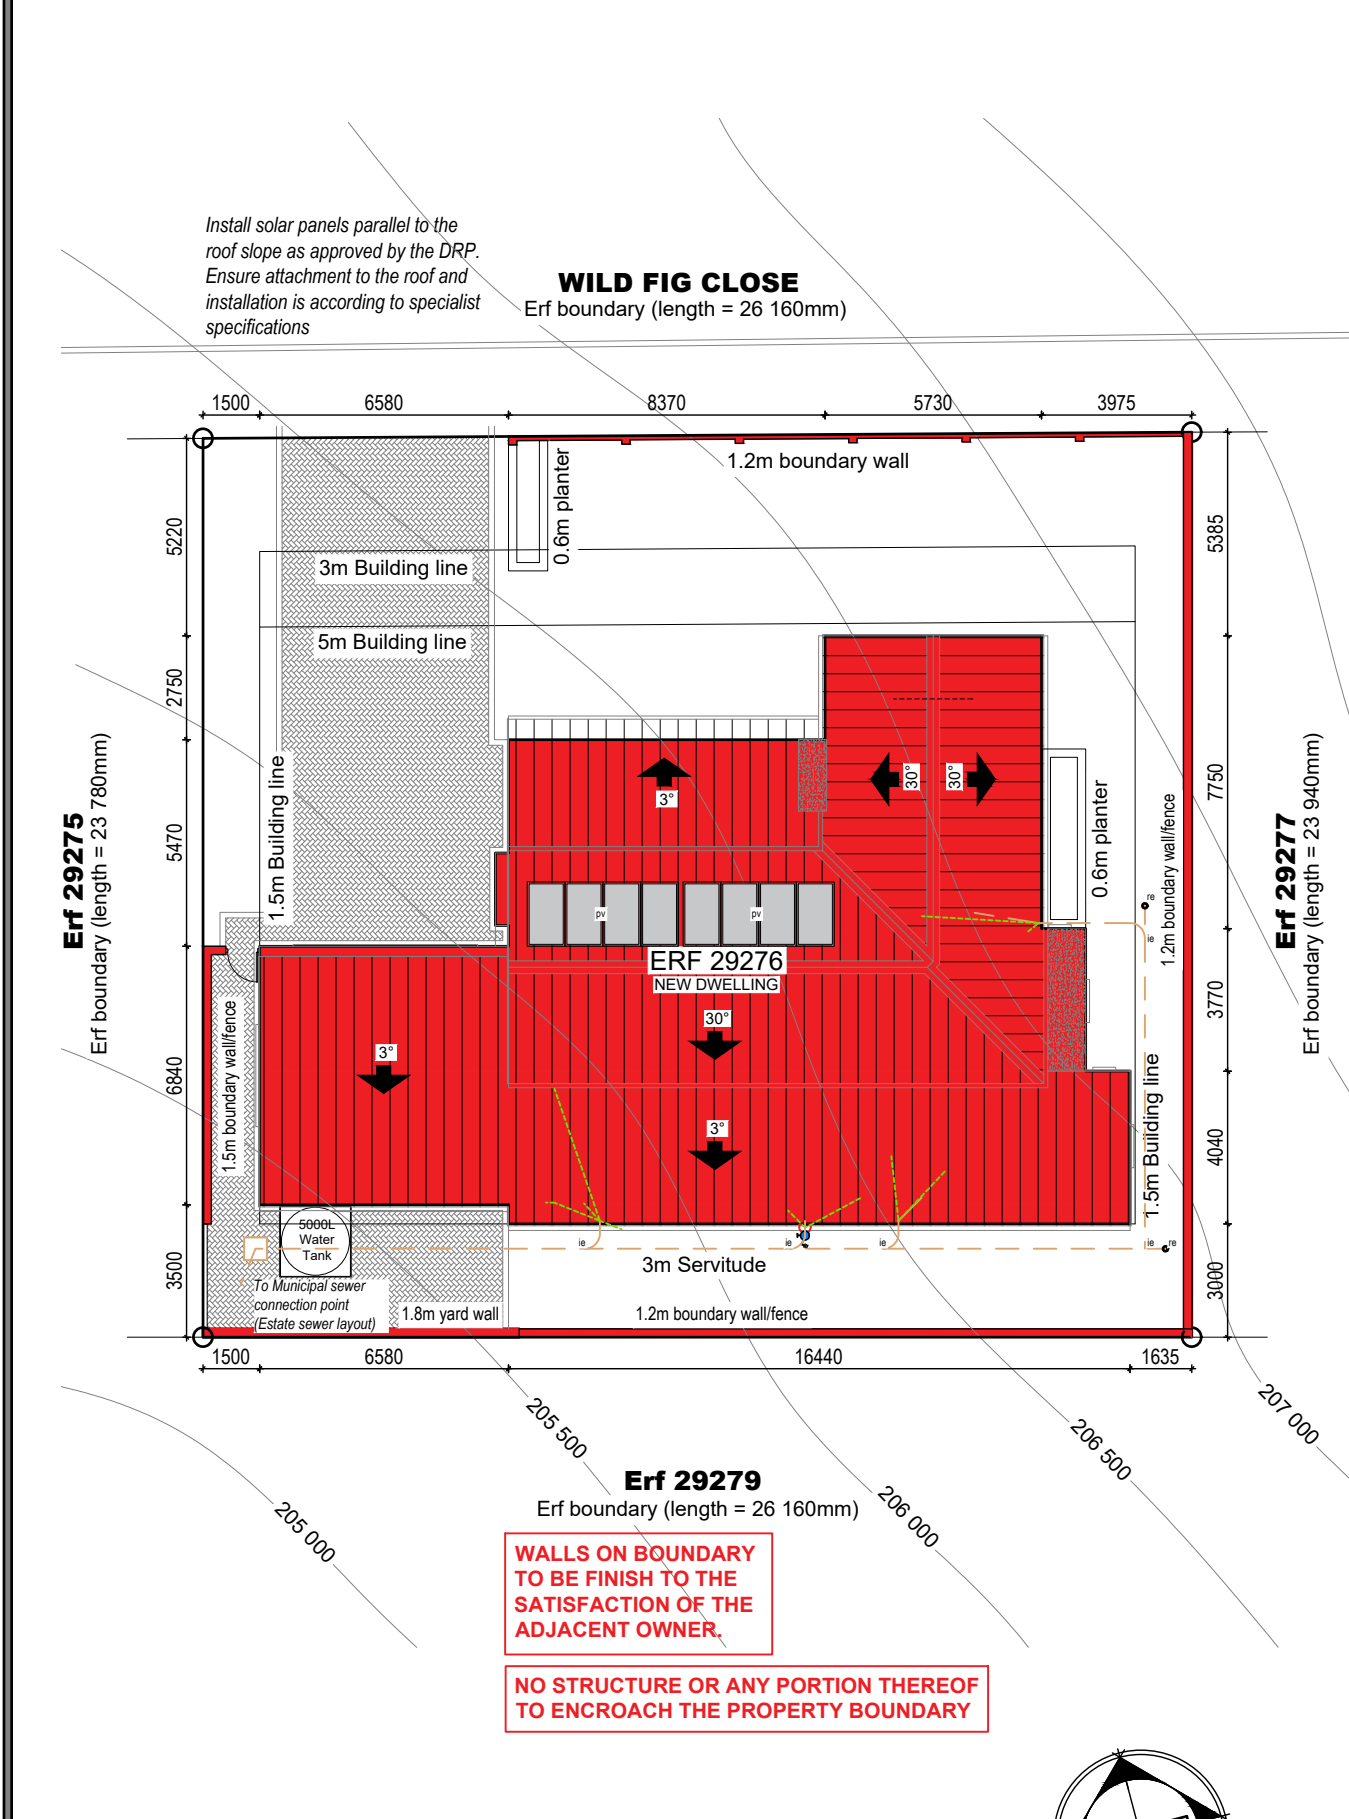 Install solar panels parallel to the
roof slope as approved by the DRP.
Ensure attachment to the roof and
installation is according to specialist
specifications
WILD FIG CLOSE
Erf boundary (length = 26 160mm)
1500
6580
8370
5730
3975
1.2m boundary wall
0.6m planter
3m Building line
5m Building line
5220
2750
5470
6840
3500
5385
7750
3770
4040
3000
Erf 29275
Erf boundary (length = 23 780mm)
1.5m Building line
3°
30°
30°
0.6m planter
1.2m boundary wall/fence
Erf 29277
Erf boundary (length = 23 940mm)
pv
pv
re
ie
ERF 29276
NEW DWELLING
30°
3°
3°
1.5m boundary wall/fence
1.5m Building line
5000L
Water
Tank
ie
ie
ie
ie
re
3m Servitude
To Municipal sewer
connection point
(Estate sewer layout)
1.8m yard wall
1.2m boundary wall/fence
1500
6580
16440
1635
205 000
205 500
206 000
206 500
207 000
Erf 29279
Erf boundary (length = 26 160mm)
WALLS ON BOUNDARY
TO BE FINISH TO THE
SATISFACTION OF THE
ADJACENT OWNER.
NO STRUCTURE OR ANY PORTION THEREOF
TO ENCROACH THE PROPERTY BOUNDARY